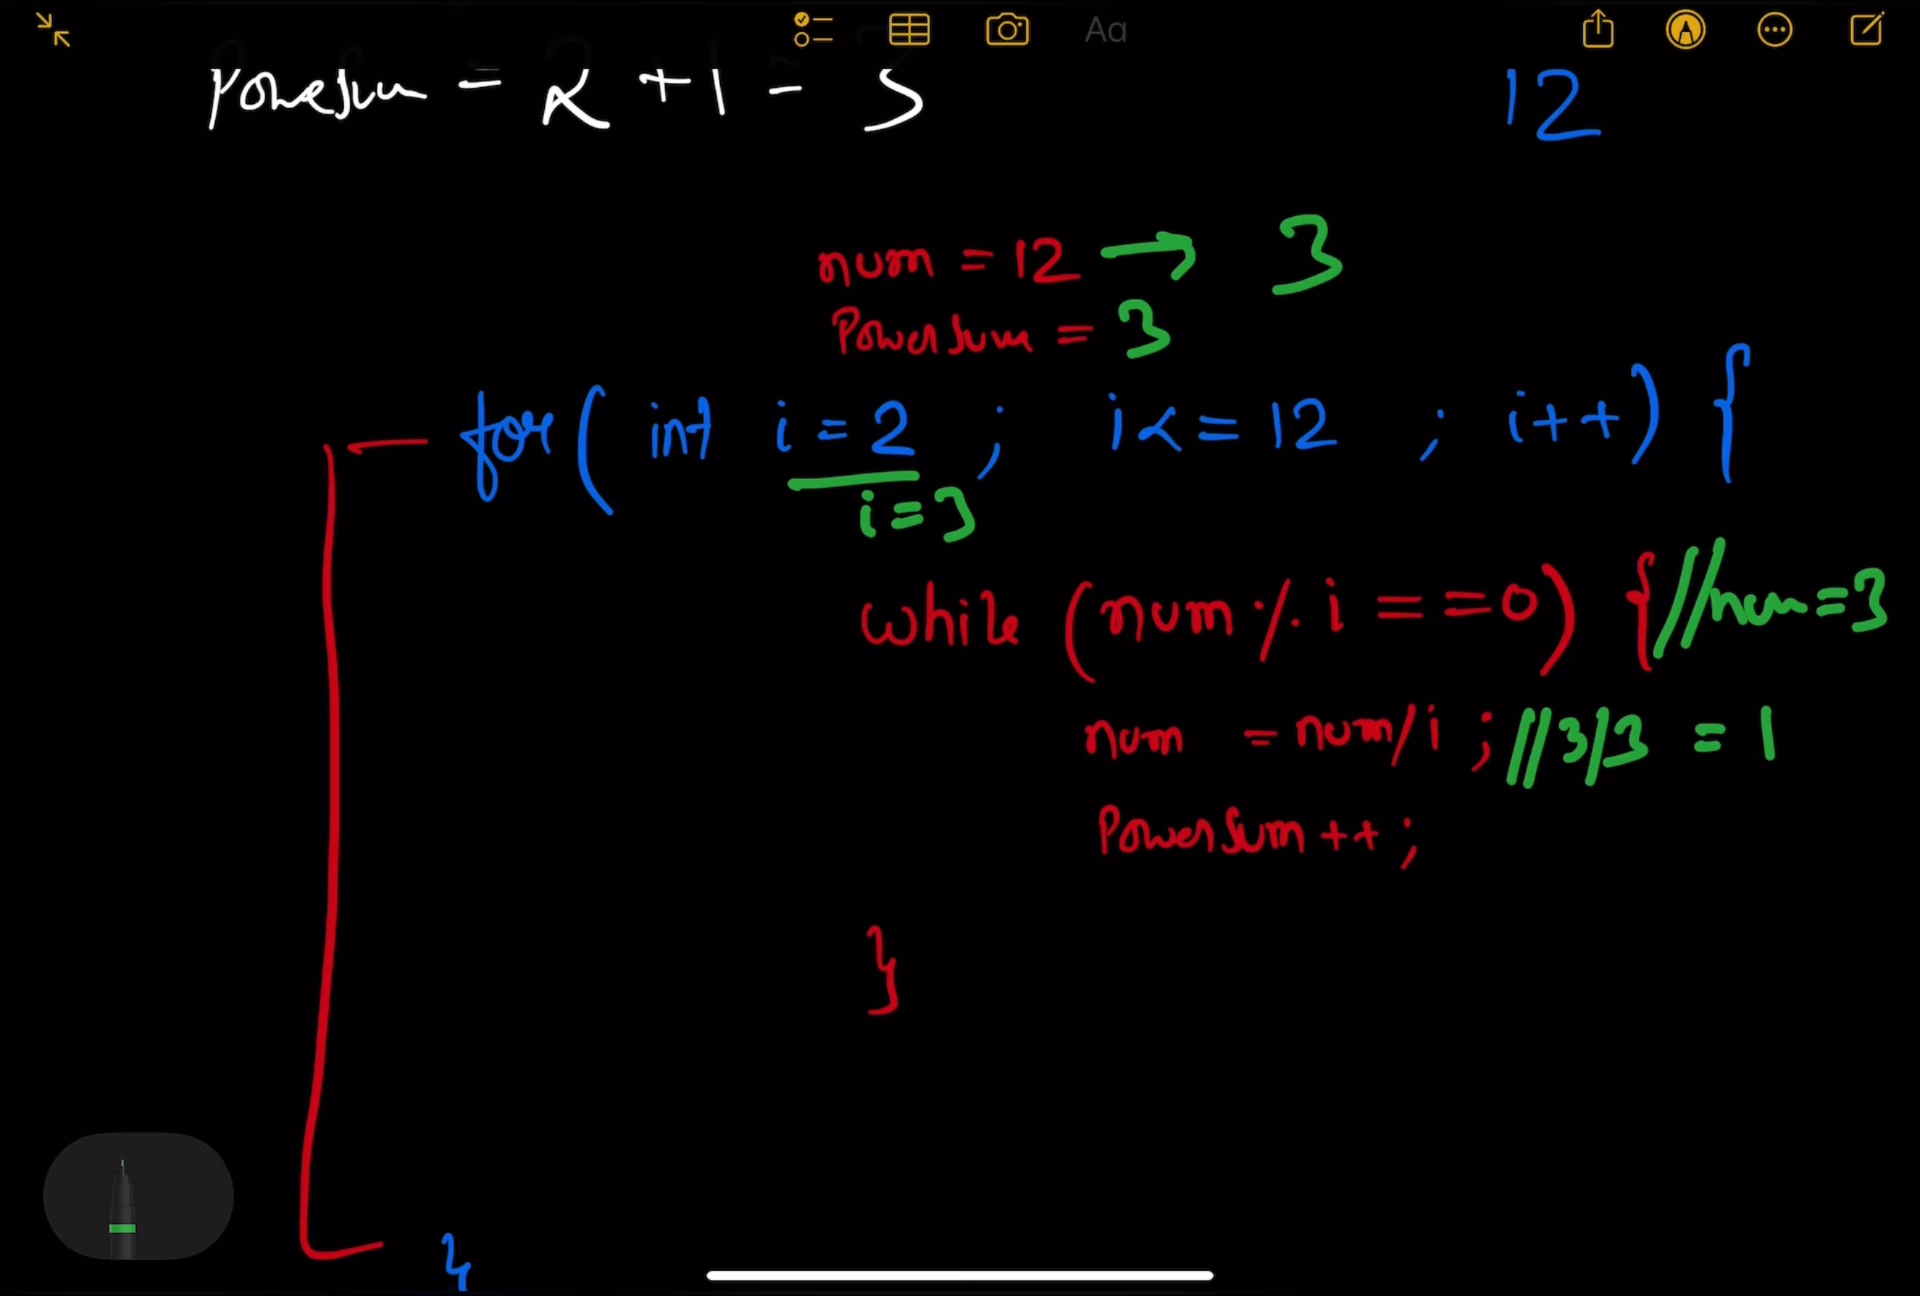 Aa
PowerSum = 2 + 1 = 3
12
num = 12 → 3
PowerSum = 3
for( int i = 2 ; i <= 12 ; i++) {
i = 3
while (num % i == 0) { //num = 3
num = num/i ; //3/3 = 1
PowerSum ++ ;
}
}